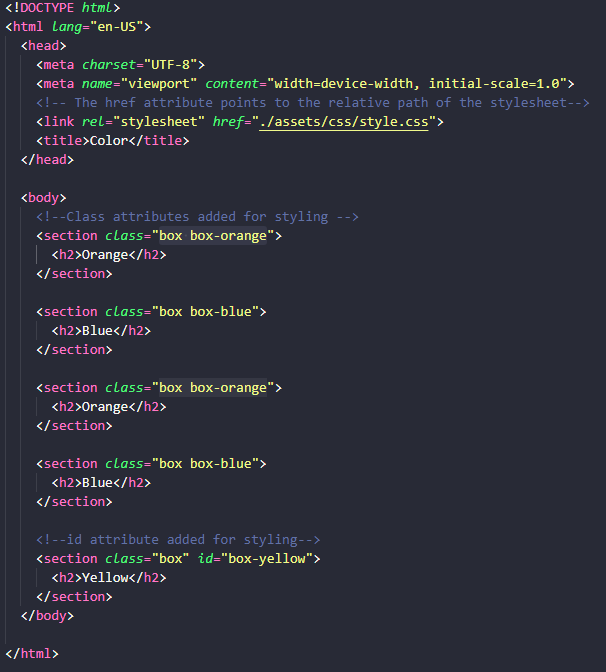 <!DOCTYPE html>
<html lang="en-US">
<head>
<meta charset="UTF-8">
<meta name="viewport" content="width=device-width, initial-scale=1.0">
<!-- The href attribute points to the relative path of the stylesheet-->
<link rel="stylesheet" href="./assets/css/style.css">
<title>Color</title>
</head>
<body>
<!--Class attributes added for styling -->
<section class="box box-orange">
<h2>Orange</h2>
</section>
<section class="box box-blue">
<h2>Blue</h2>
</section>
<section class="box box-orange">
<h2>Orange</h2>
</section>
<section class="box box-blue">
<h2>Blue</h2>
</section>
<!--id attribute added for styling-->
<section class="box" id="box-yellow">
<h2>Yellow</h2>
</section>
</body>
</html>